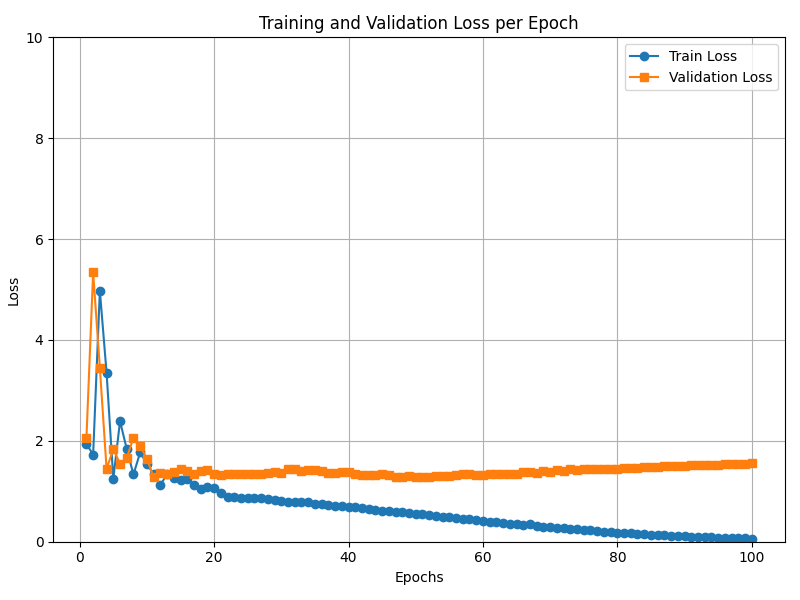 Training and Validation Loss per Epoch
Train Loss
Validation Loss
10
8
6
4
2
0
Loss
0 20 40 60 80 100
Epochs